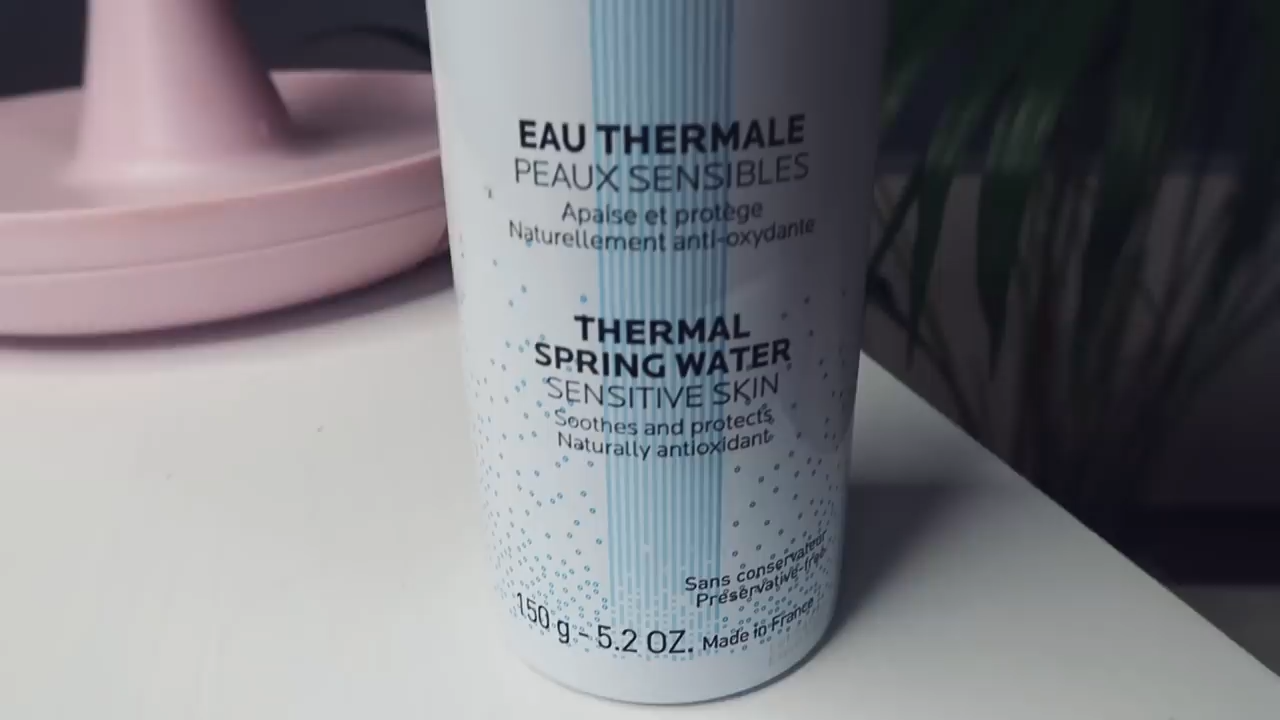 EAU THERMALE
PEAUX SENSIBLES
Apaise et protège
Naturellement anti-oxydante
THERMAL
SPRING WATER
SENSITIVE SKIN
Soothes and protects
Naturally antioxidant
Sans conservateur
Preservative-free
150 g - 5.2 OZ. Made in France